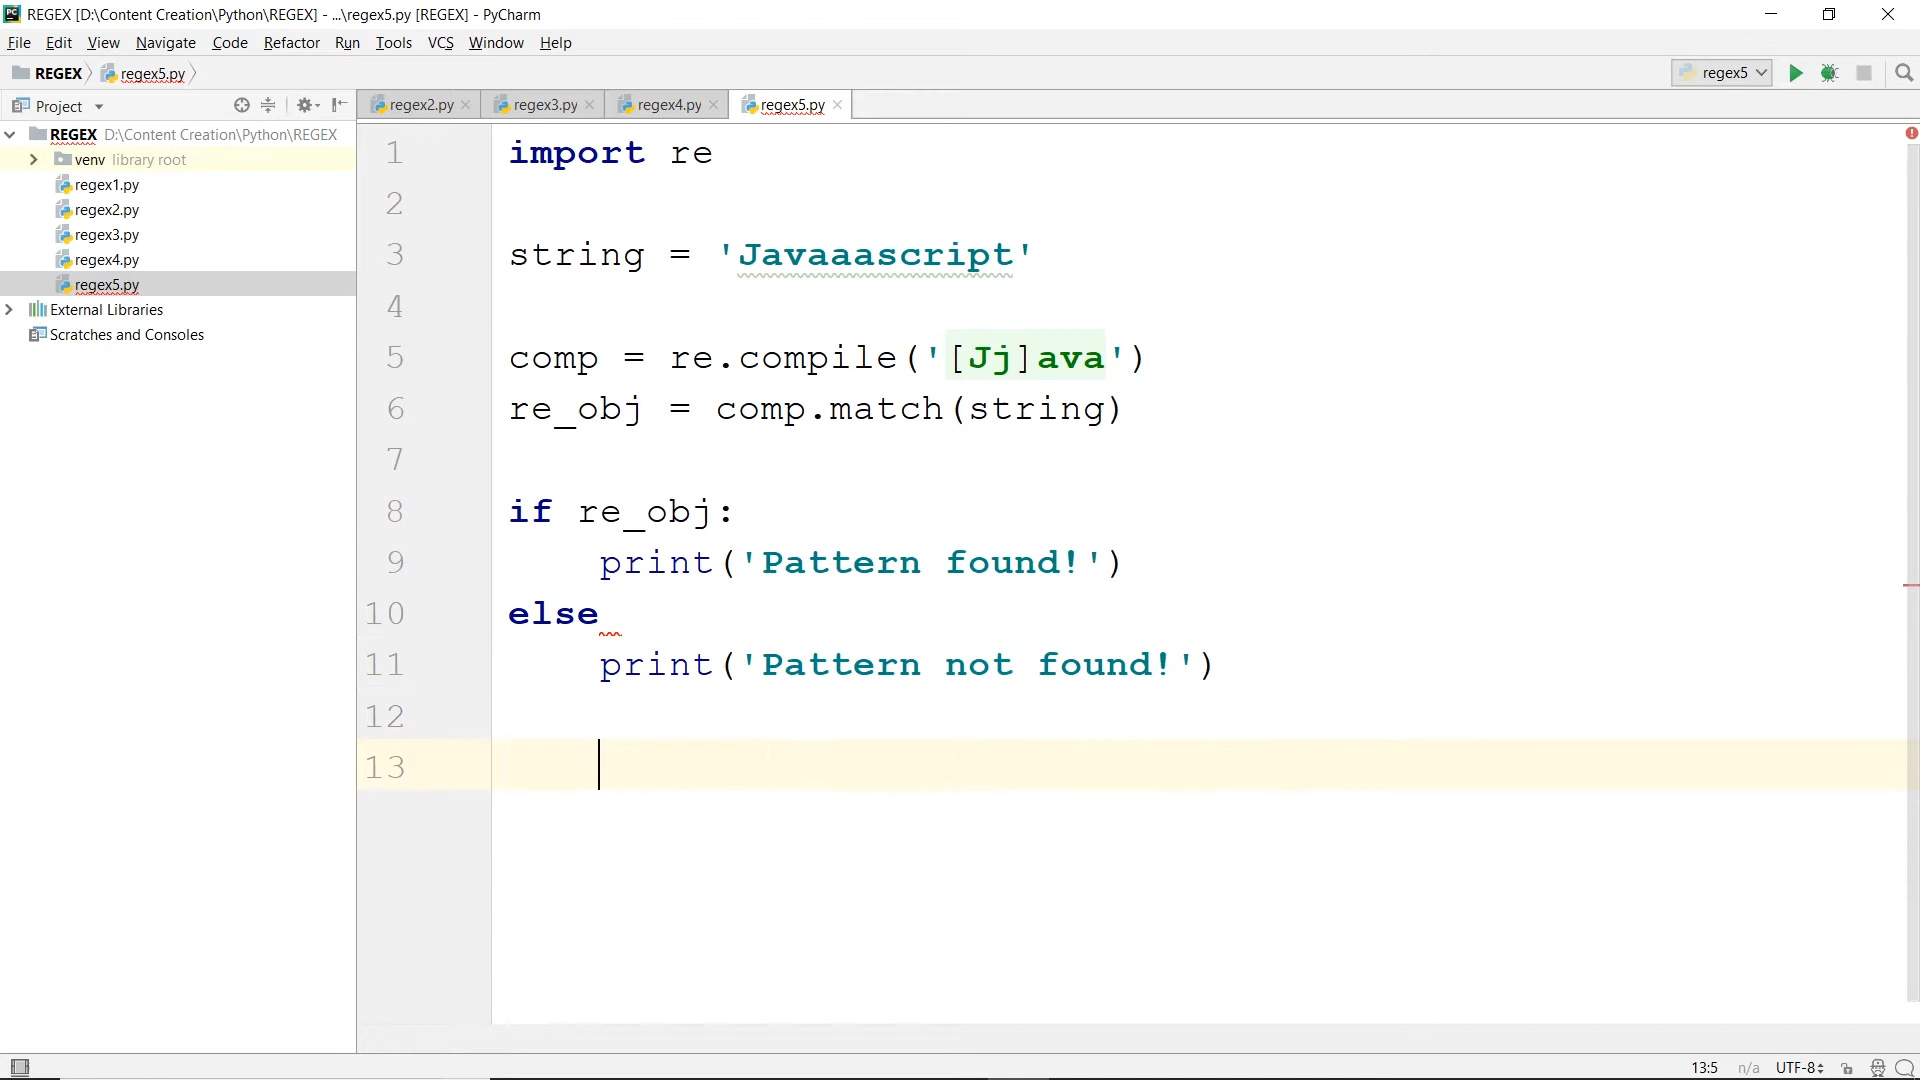 REGEX [D:\Content Creation\Python\REGEX] - ...\regex5.py [REGEX] - PyCharm
File Edit View Navigate Code Refactor Run Tools VCS Window Help
REGEX regex5.py regex5
Project regex2.py regex3.py regex4.py regex5.py
REGEX D:\Content Creation\Python\REGEX
venv library root
regex1.py
regex2.py
regex3.py
regex4.py
regex5.py
External Libraries
Scratches and Consoles
1 import re
2
3 string = 'Javaaascript'
4
5 comp = re.compile('[Jj]ava')
6 re_obj = comp.match(string)
7
8 if re_obj:
9 print('Pattern found!')
10 else
11 print('Pattern not found!')
12
13
13:5 n/a UTF-8